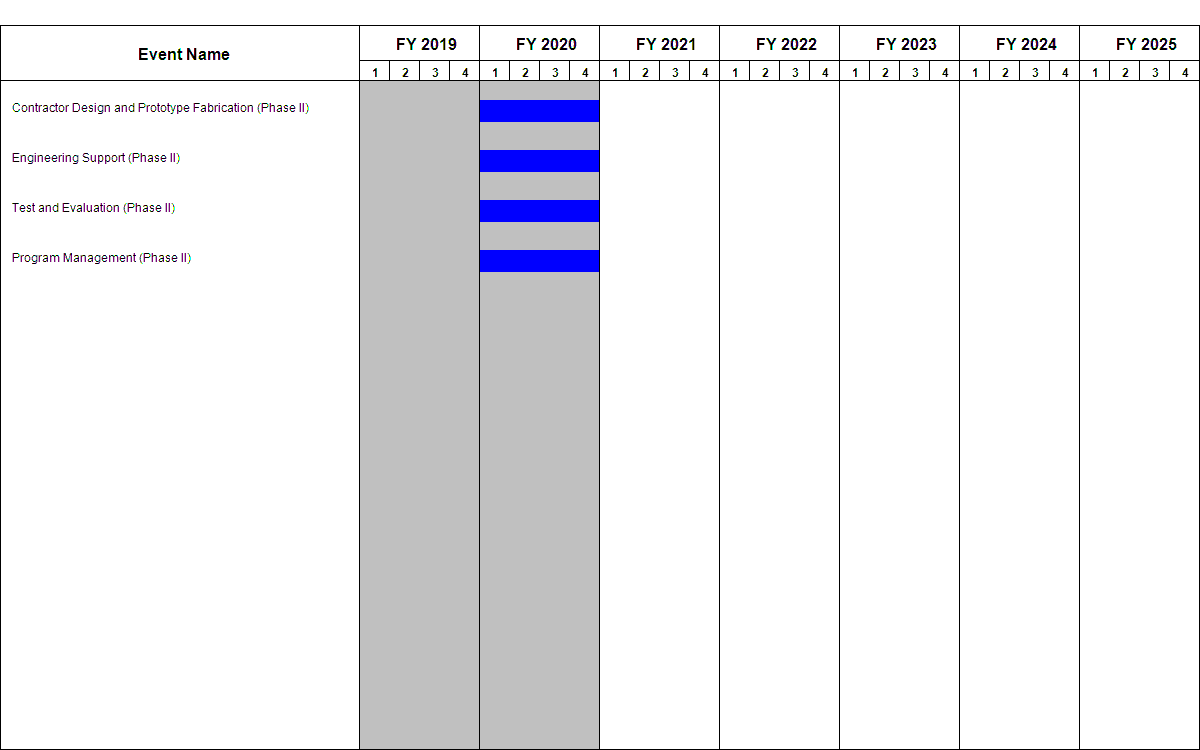 Event Name
FY 2019 FY 2020 FY 2021 FY 2022 FY 2023 FY 2024 FY 2025
1 2 3 4 1 2 3 4 1 2 3 4 1 2 3 4 1 2 3 4 1 2 3 4 1 2 3 4
Contractor Design and Prototype Fabrication (Phase II)
Engineering Support (Phase II)
Test and Evaluation (Phase II)
Program Management (Phase II)